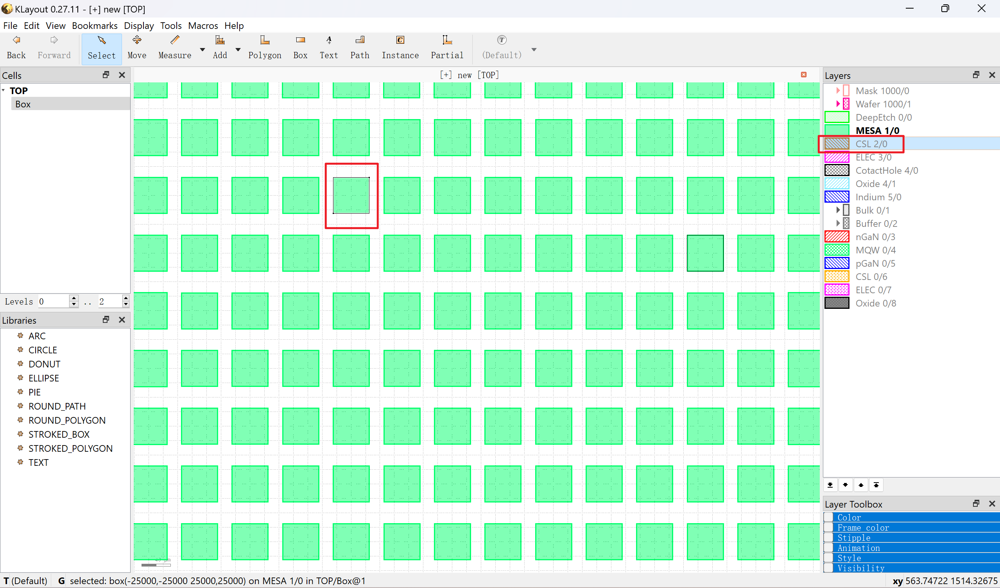 KLayout 0.27.11 - [+] new [TOP]
File Edit View Bookmarks Display Tools Macros Help
Back Forward Select Move Measure Add Polygon Box Text Path Instance Partial (Default)
Cells
TOP
Box
Levels 0 .. 2
Libraries
ARC
CIRCLE
DONUT
ELLIPSE
PIE
ROUND_PATH
ROUND_POLYGON
STROKED_BOX
STROKED_POLYGON
TEXT
[+] new [TOP]
40 μm
Layers
Mask 1000/0
Wafer 1000/1
DeepEtch 0/0
MESA 1/0
CSL 2/0
ELEC 3/0
CotactHole 4/0
Oxide 4/1
Indium 5/0
Bulk 0/1
Buffer 0/2
nGaN 0/3
MQW 0/4
pGaN 0/5
CSL 0/6
ELEC 0/7
Oxide 0/8
Layer Toolbox
Color
Frame color
Stipple
Animation
Style
Visibility
T (Default) G selected: box(-25000,-25000 25000,25000) on MESA 1/0 in TOP/Box@1 xy 563.74722 1514.32675